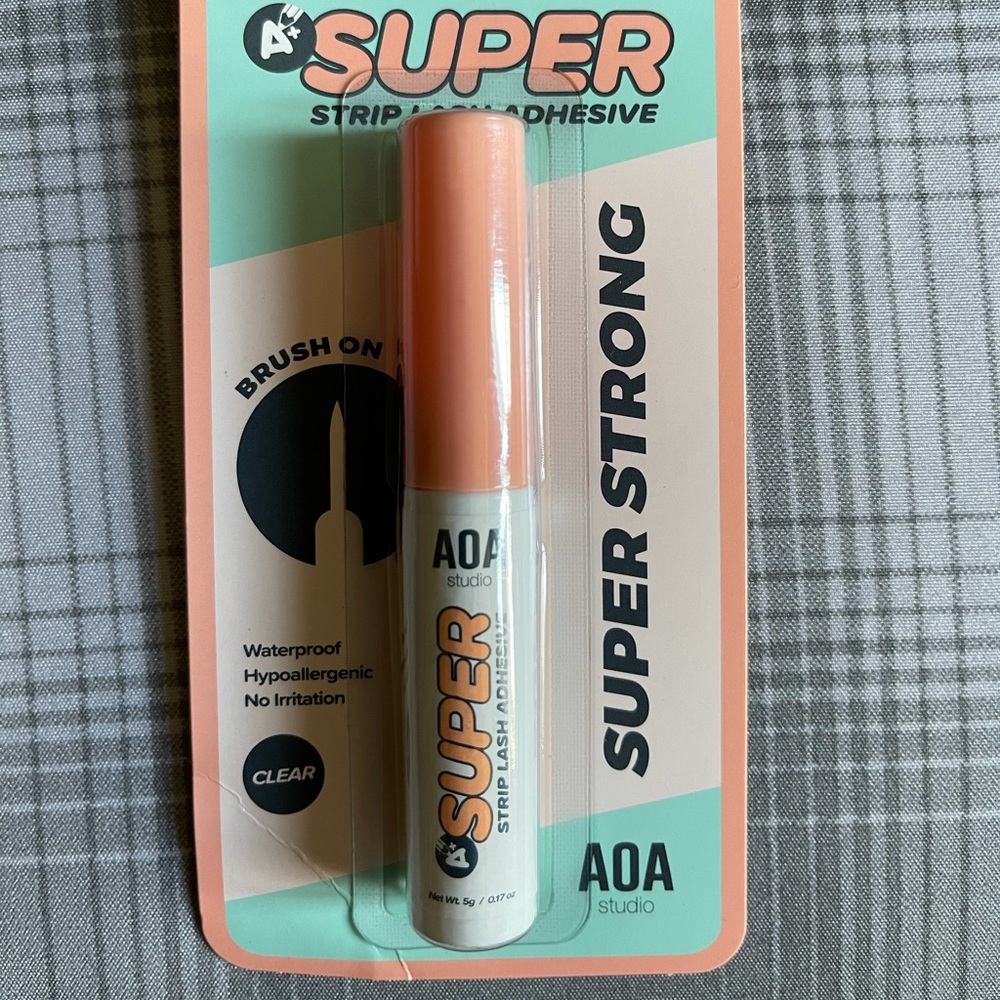 A+
SUPER
STRIP LASH ADHESIVE
BRUSH ON
SUPER STRONG
Waterproof
Hypoallergenic
No Irritation
CLEAR
AOA
studio
A+
SUPER
STRIP LASH ADHESIVE
Net Wt. 5g / 0.17 oz
AOA
studio